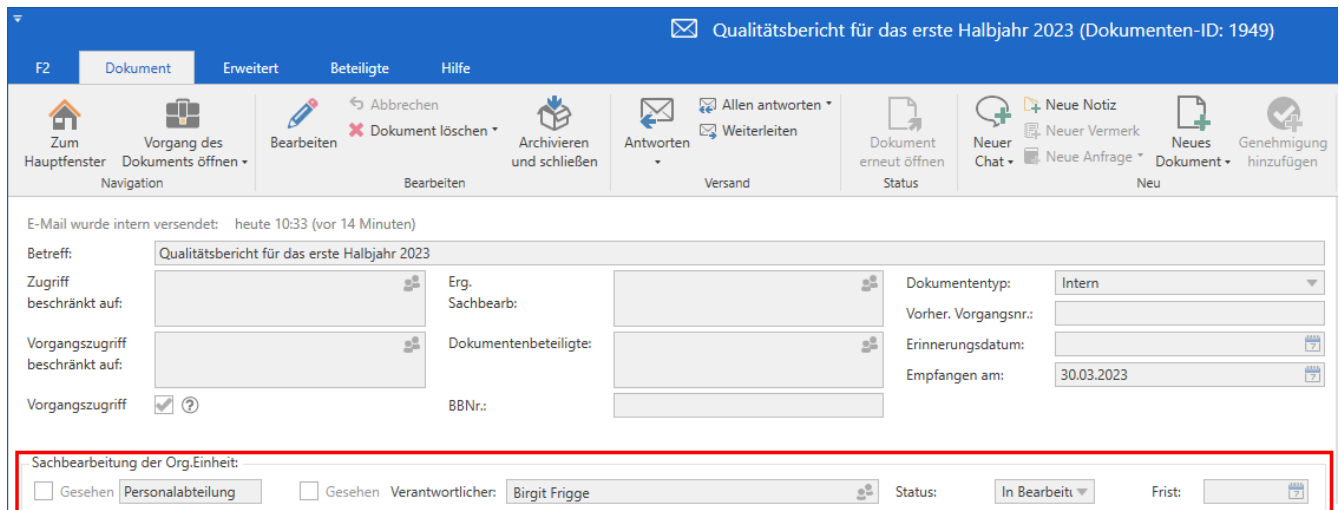 Qualitätsbericht für das erste Halbjahr 2023 (Dokumenten-ID: 1949)
F2 Dokument Erweitert Beteiligte Hilfe
Zum Hauptfenster
Vorgang des Dokuments öffnen
Navigation
Bearbeiten
Abbrechen
Dokument löschen
Archivieren und schließen
Bearbeiten
Antworten
Allen antworten
Weiterleiten
Versand
Dokument erneut öffnen
Status
Neuer Chat
Neue Notiz
Neuer Vermerk
Neue Anfrage
Neues Dokument
Genehmigung hinzufügen
Neu
E-Mail wurde intern versendet: heute 10:33 (vor 14 Minuten)
Betreff: Qualitätsbericht für das erste Halbjahr 2023
Zugriff beschränkt auf:
Erg. Sachbearb:
Dokumententyp: Intern
Vorher. Vorgangsnr.:
Vorgangszugriff beschränkt auf:
Dokumentenbeteiligte:
Erinnerungsdatum:
Empfangen am: 30.03.2023
Vorgangszugriff
BBNr.:
Sachbearbeitung der Org.Einheit:
Gesehen Personalabteilung Gesehen Verantwortlicher: Birgit Frigge Status: In Bearbeitu Frist: